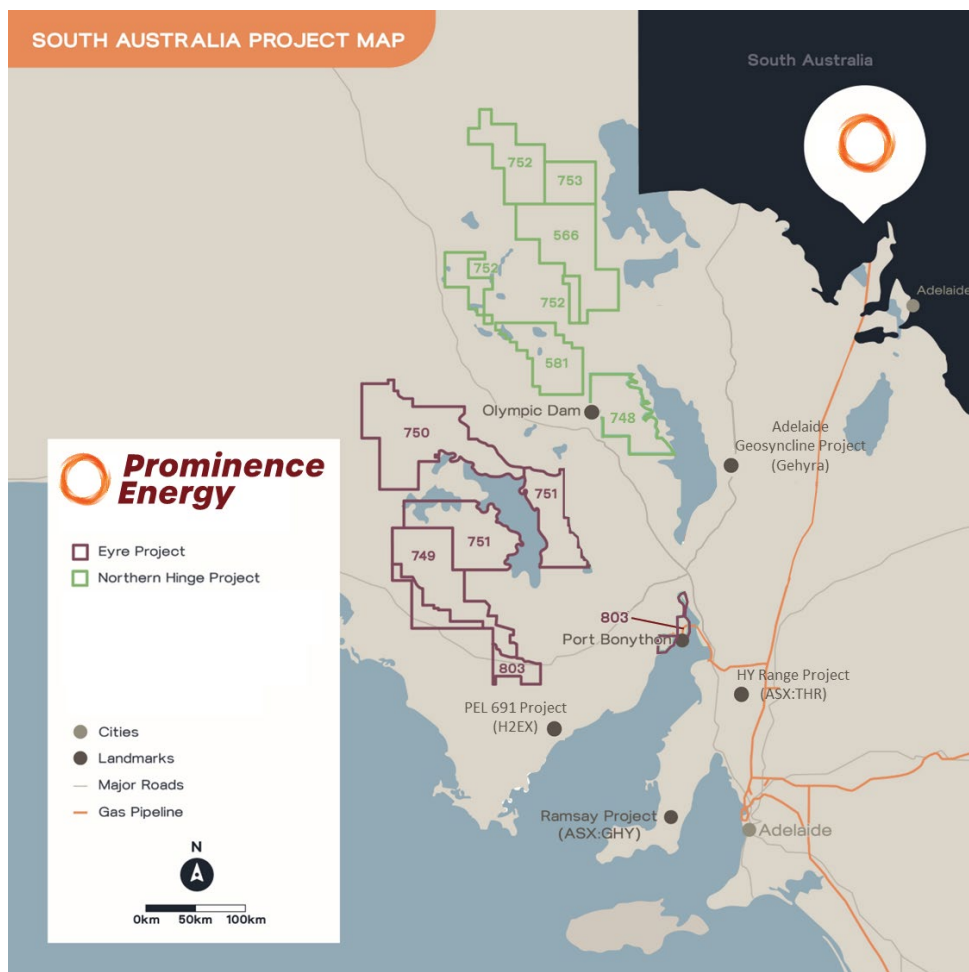 SOUTH AUSTRALIA PROJECT MAP
South Australia
752
753
566
752
752
Adelaide
581
Olympic Dam
748
Adelaide
Geosyncline Project
(Gehyra)
750
751
751
749
803
Port Bonython
803
HY Range Project
(ASX:THR)
PEL 691 Project
(H2EX)
Ramsay Project
(ASX:GHY)
Adelaide
Prominence
Energy
Eyre Project
Northern Hinge Project
Cities
Landmarks
Major Roads
Gas Pipeline
N
0km 50km 100km